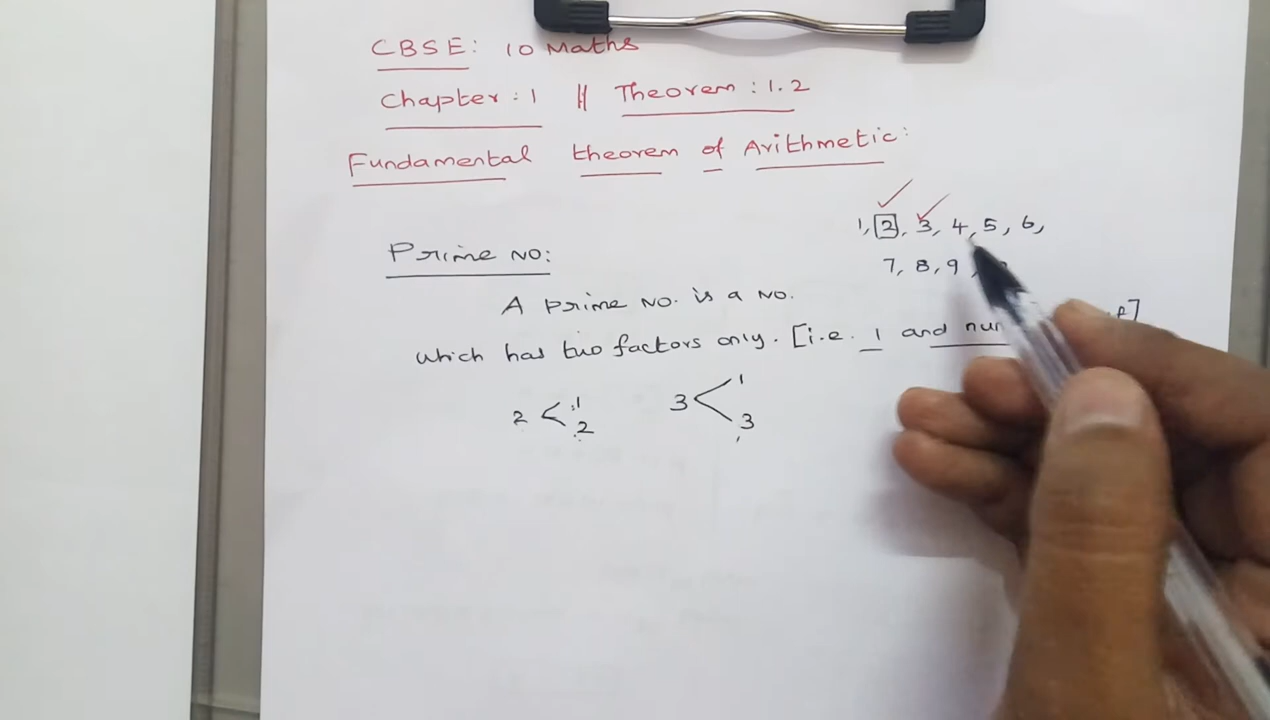 CBSE: 10 Maths
Chapter: 1 || Theorem: 1.2
Fundamental theorem of Arithmetic:
1, 2, 3, 4, 5, 6,
7, 8, 9,
Prime NO:
A Prime NO. is a NO.
which has two factors only. [i.e. 1 and
2 < 1 2
3 < 1 3